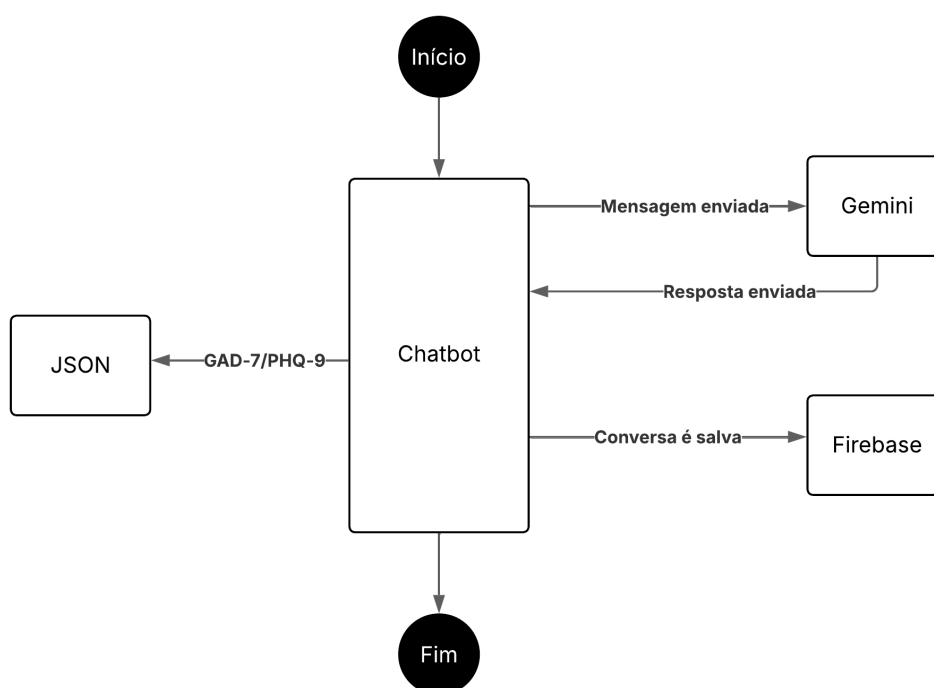 Início
Mensagem enviada
Gemini
Resposta enviada
Chatbot
JSON
GAD-7/PHQ-9
Conversa é salva
Firebase
Fim